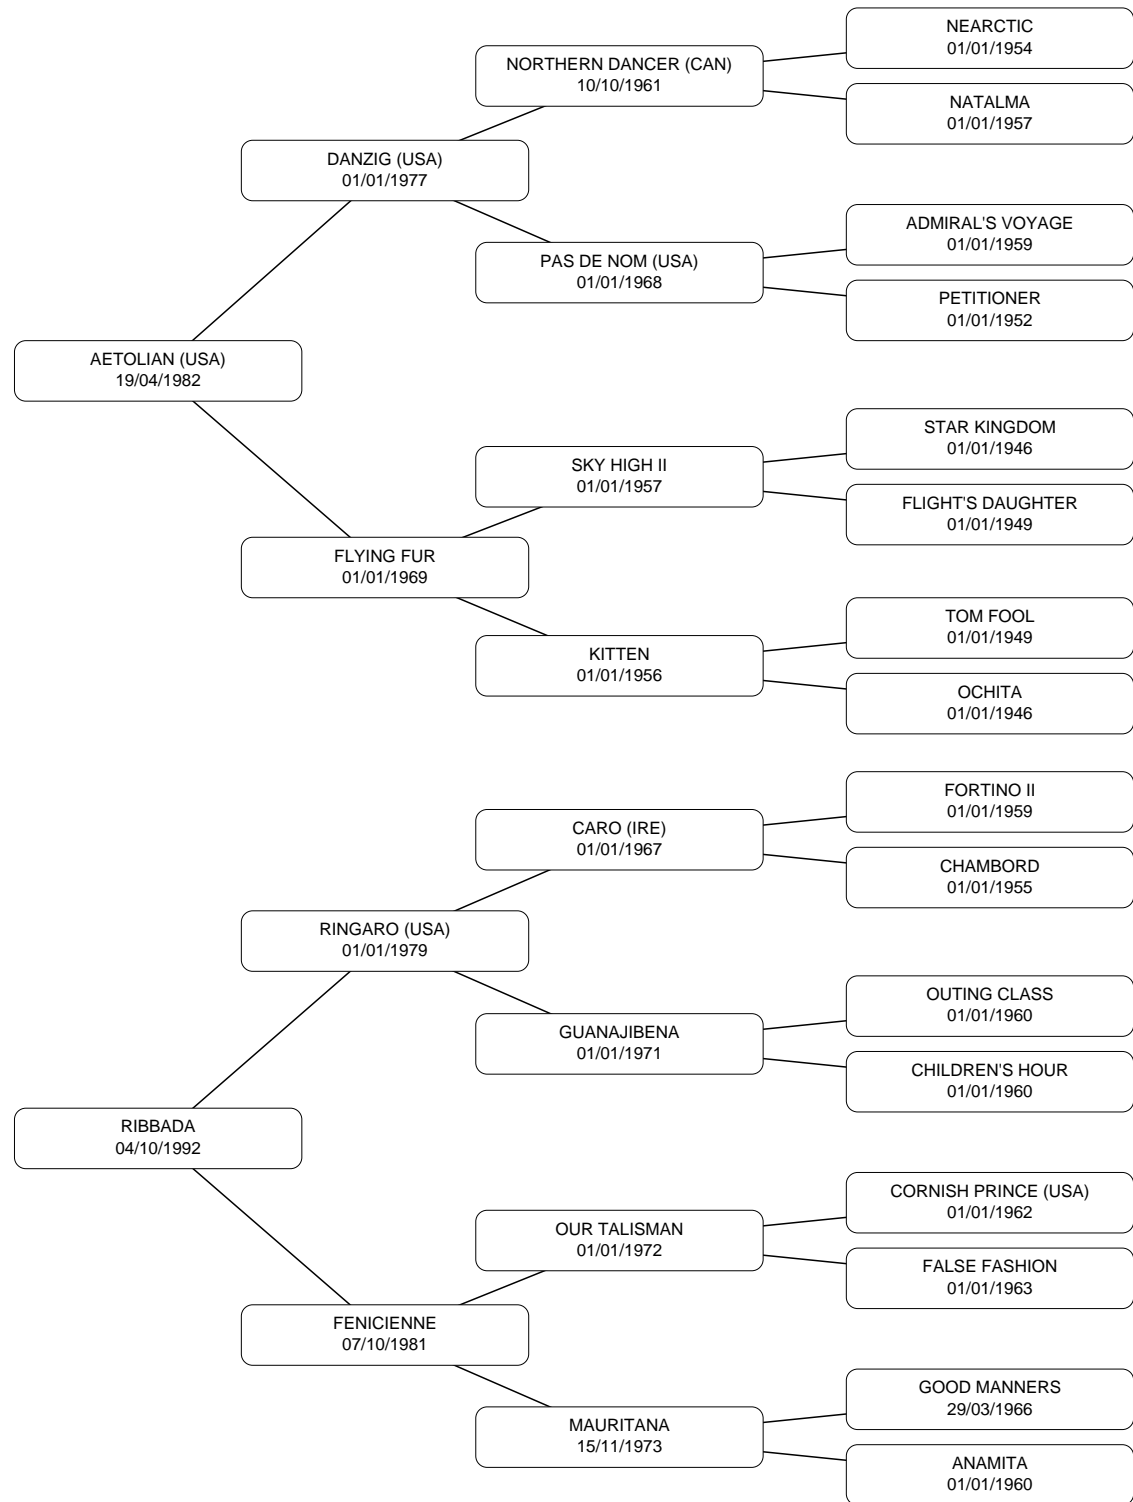 NEARCTIC
01/01/1954
NORTHERN DANCER (CAN)
10/10/1961
NATALMA
01/01/1957
DANZIG (USA)
01/01/1977
ADMIRAL'S VOYAGE
01/01/1959
PAS DE NOM (USA)
01/01/1968
PETITIONER
01/01/1952
AETOLIAN (USA)
19/04/1982
STAR KINGDOM
01/01/1946
SKY HIGH II
01/01/1957
FLIGHT'S DAUGHTER
01/01/1949
FLYING FUR
01/01/1969
TOM FOOL
01/01/1949
KITTEN
01/01/1956
OCHITA
01/01/1946
FORTINO II
01/01/1959
CARO (IRE)
01/01/1967
CHAMBORD
01/01/1955
RINGARO (USA)
01/01/1979
OUTING CLASS
01/01/1960
GUANAJIBENA
01/01/1971
CHILDREN'S HOUR
01/01/1960
RIBBADA
04/10/1992
CORNISH PRINCE (USA)
01/01/1962
OUR TALISMAN
01/01/1972
FALSE FASHION
01/01/1963
FENICIENNE
07/10/1981
GOOD MANNERS
29/03/1966
MAURITANA
15/11/1973
ANAMITA
01/01/1960